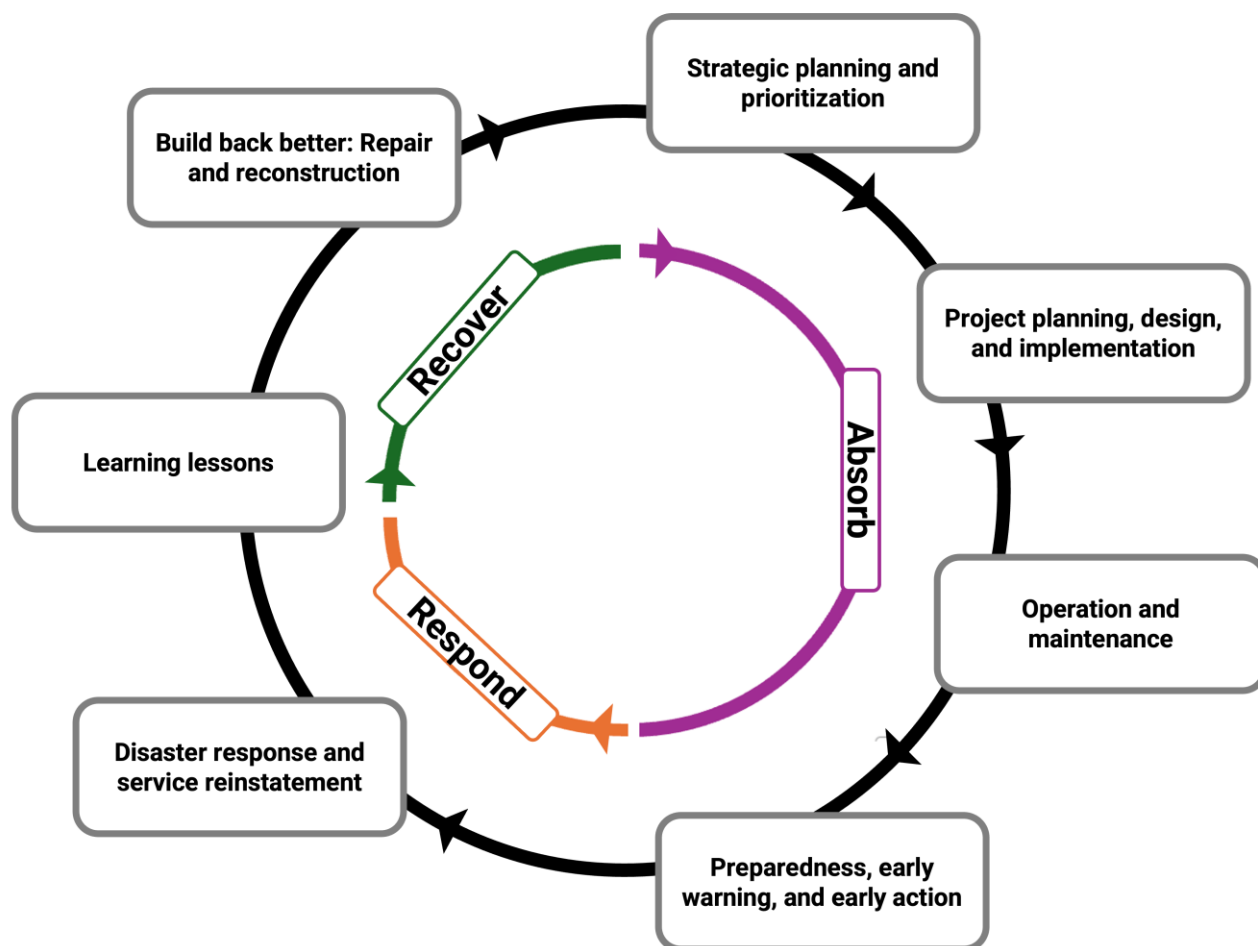 Strategic planning and
prioritization
Project planning, design,
and implementation
Operation and
maintenance
Preparedness, early
warning, and early action
Disaster response and
service reinstatement
Learning lessons
Build back better: Repair
and reconstruction
Absorb
Respond
Recover